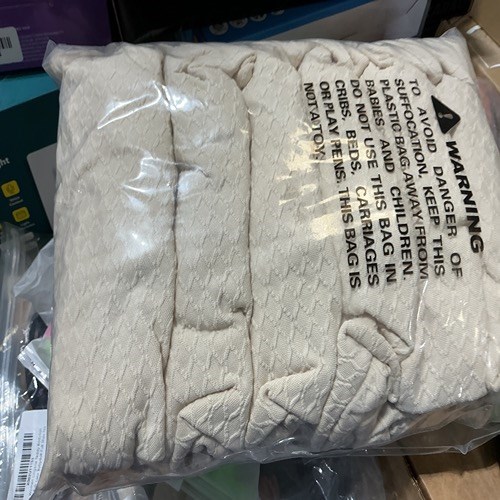 WARNING
TO AVOID DANGER OF
SUFFOCATION, KEEP THIS
PLASTIC BAG AWAY FROM
BABIES AND CHILDREN.
DO NOT USE THIS BAG IN
CRIBS, BEDS, CARRIAGES
OR PLAY PENS. THIS BAG IS
NOT A TOY.
ht